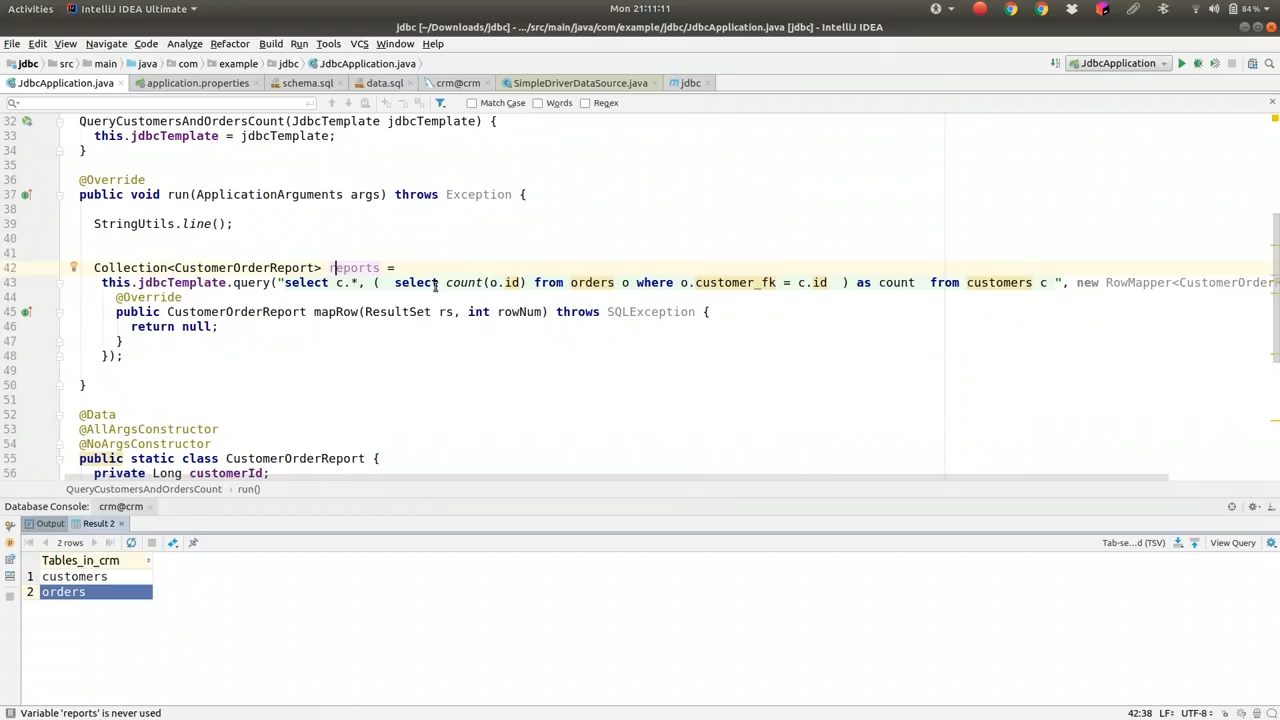 Activities IntelliJ IDEA Ultimate Mon 21:11:11 84%
jdbc [~/Downloads/jdbc] - .../src/main/java/com/example/jdbc/JdbcApplication.java [jdbc] - IntelliJ IDEA
File Edit View Navigate Code Analyze Refactor Build Run Tools VCS Window Help
jdbc src main java com example jdbc JdbcApplication.java JdbcApplication
JdbcApplication.java application.properties schema.sql data.sql crm@crm SimpleDriverDataSource.java jdbc
Match Case Words Regex
32 QueryCustomersAndOrdersCount(JdbcTemplate jdbcTemplate) {
33 this.jdbcTemplate = jdbcTemplate;
34 }
35
36 @Override
37 public void run(ApplicationArguments args) throws Exception {
38
39 StringUtils.line();
40
41
42 Collection<CustomerOrderReport> reports =
43 this.jdbcTemplate.query("select c.*, ( select count(o.id) from orders o where o.customer_fk = c.id ) as count from customers c ", new RowMapper<CustomerOrder
44 @Override
45 public CustomerOrderReport mapRow(ResultSet rs, int rowNum) throws SQLException {
46 return null;
47 }
48 });
49
50 }
51
52 @Data
53 @AllArgsConstructor
54 @NoArgsConstructor
55 public static class CustomerOrderReport {
56 private Long customerId;
QueryCustomersAndOrdersCount run()
Database Console: crm@crm
Output Result 2
2 rows Tab-se...d (TSV) View Query
Tables_in_crm
1 customers
2 orders
Variable 'reports' is never used 42:38 LF÷ UTF-8÷